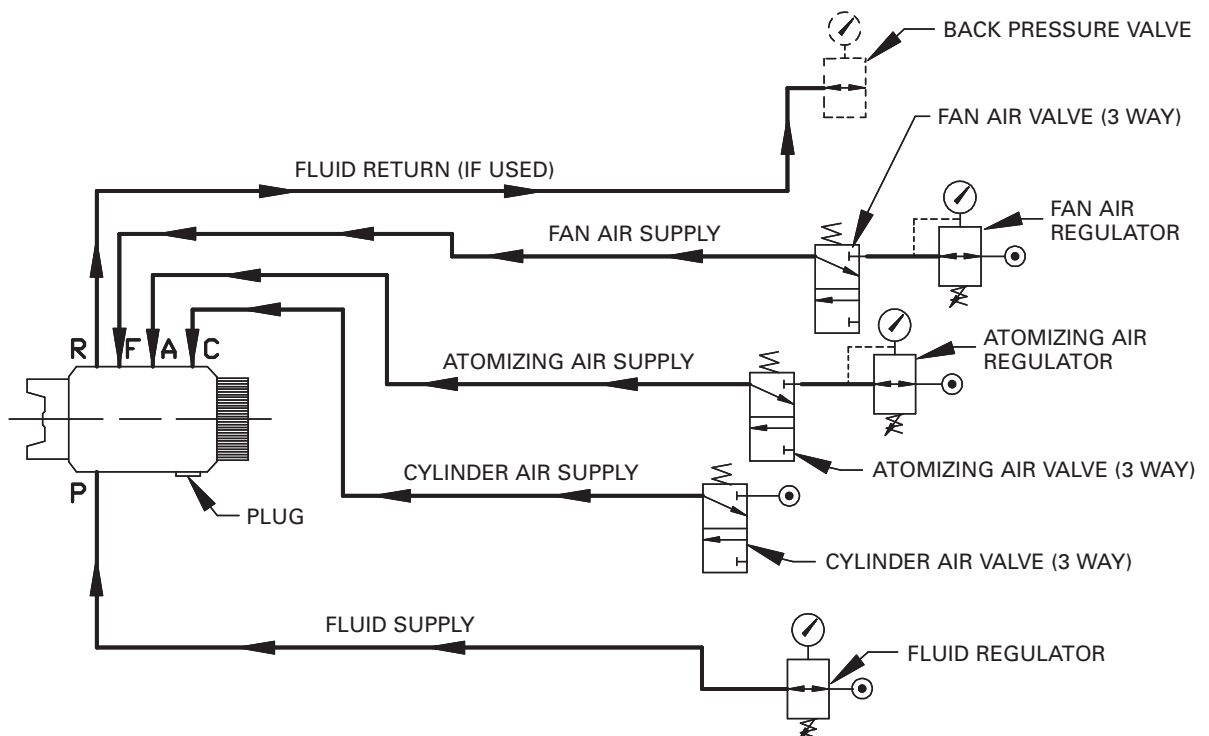 BACK PRESSURE VALVE
FAN AIR VALVE (3 WAY)
FLUID RETURN (IF USED)
FAN AIR SUPPLY
FAN AIR
REGULATOR
R F A C
ATOMIZING AIR SUPPLY
ATOMIZING AIR
REGULATOR
CYLINDER AIR SUPPLY
ATOMIZING AIR VALVE (3 WAY)
P
PLUG
CYLINDER AIR VALVE (3 WAY)
FLUID SUPPLY
FLUID REGULATOR